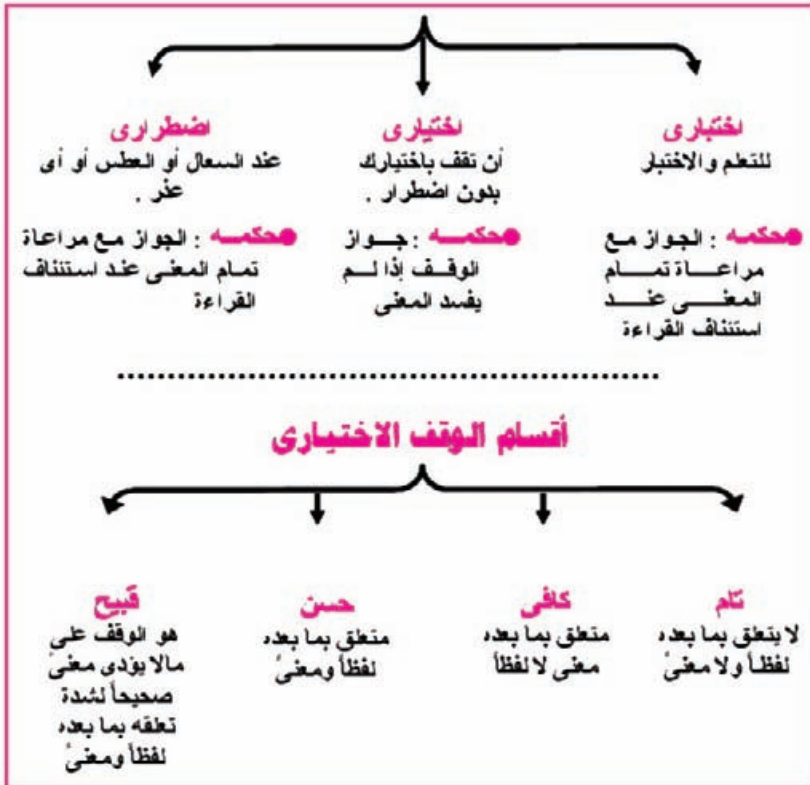 اختبارى
للتعلم والاختبار
●حكمه : الجواز مع
مراعاة تمام
المعنى عند
استئناف القراءة
اختيارى
أن تقف باختيارك
بدون اضطرار .
●حكمه : جواز
الوقف إذا لم
يفسد المعنى
اضطرارى
عند السعال أو العطس أو أى
عذر .
●حكمه : الجواز مع مراعاة
تمام المعنى عند استئناف
القراءة
أقسام الوقف الاختيارى
تام
لا يتعلق بما بعده
لفظاً ولا معنىً
كافى
متعلق بما بعده
معنى لا لفظاً
حسن
متعلق بما بعده
لفظاً ومعنىً
قبيح
هو الوقف على
مالا يؤدى معنىً
صحيحاً لشدة
تعلقه بما بعده
لفظاً ومعنىً